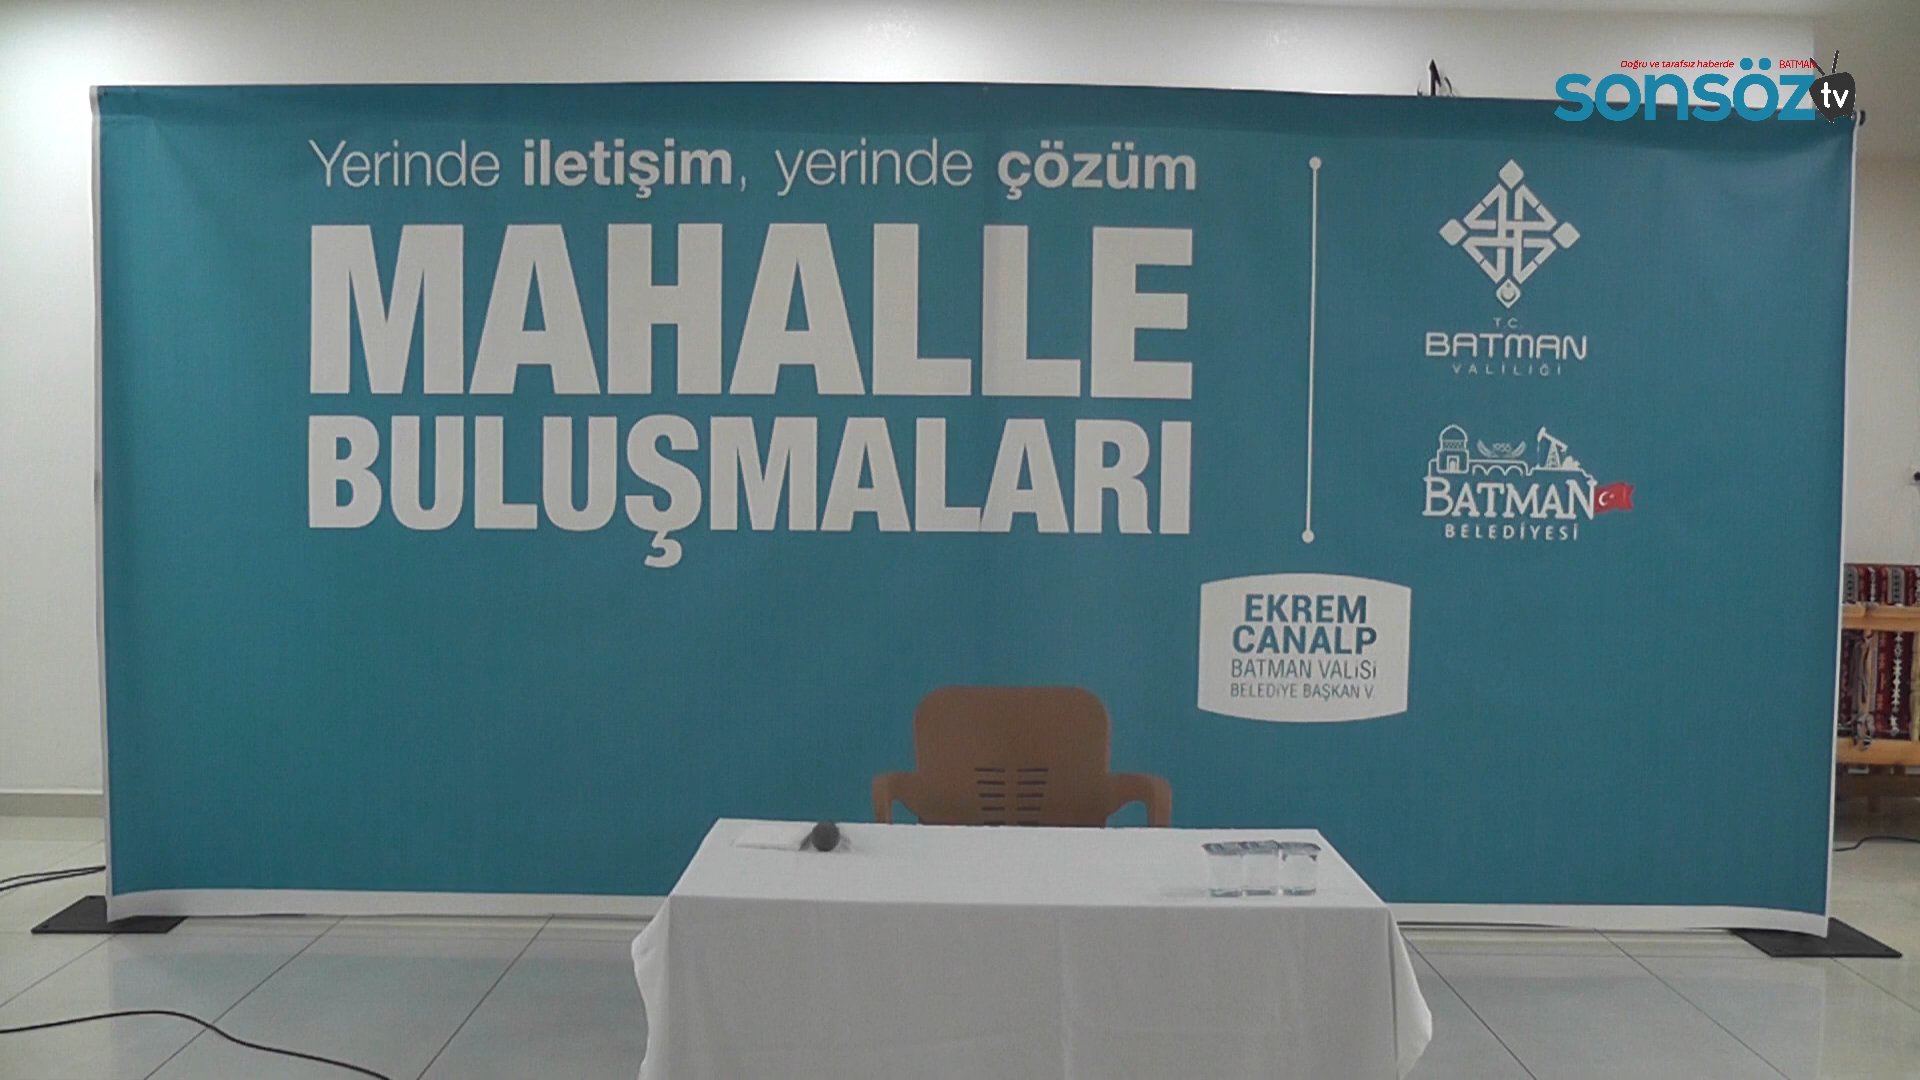 Doğru ve tarafsız haberde BATMAN
sonsöz tv
Yerinde iletişim, yerinde çözüm
MAHALLE
BULUŞMALARI
T.C.
BATMAN
VALİLİĞİ
1955
BATMAN
BELEDİYESİ
EKREM
CANALP
BATMAN VALİSİ
BELEDİYE BAŞKAN V.